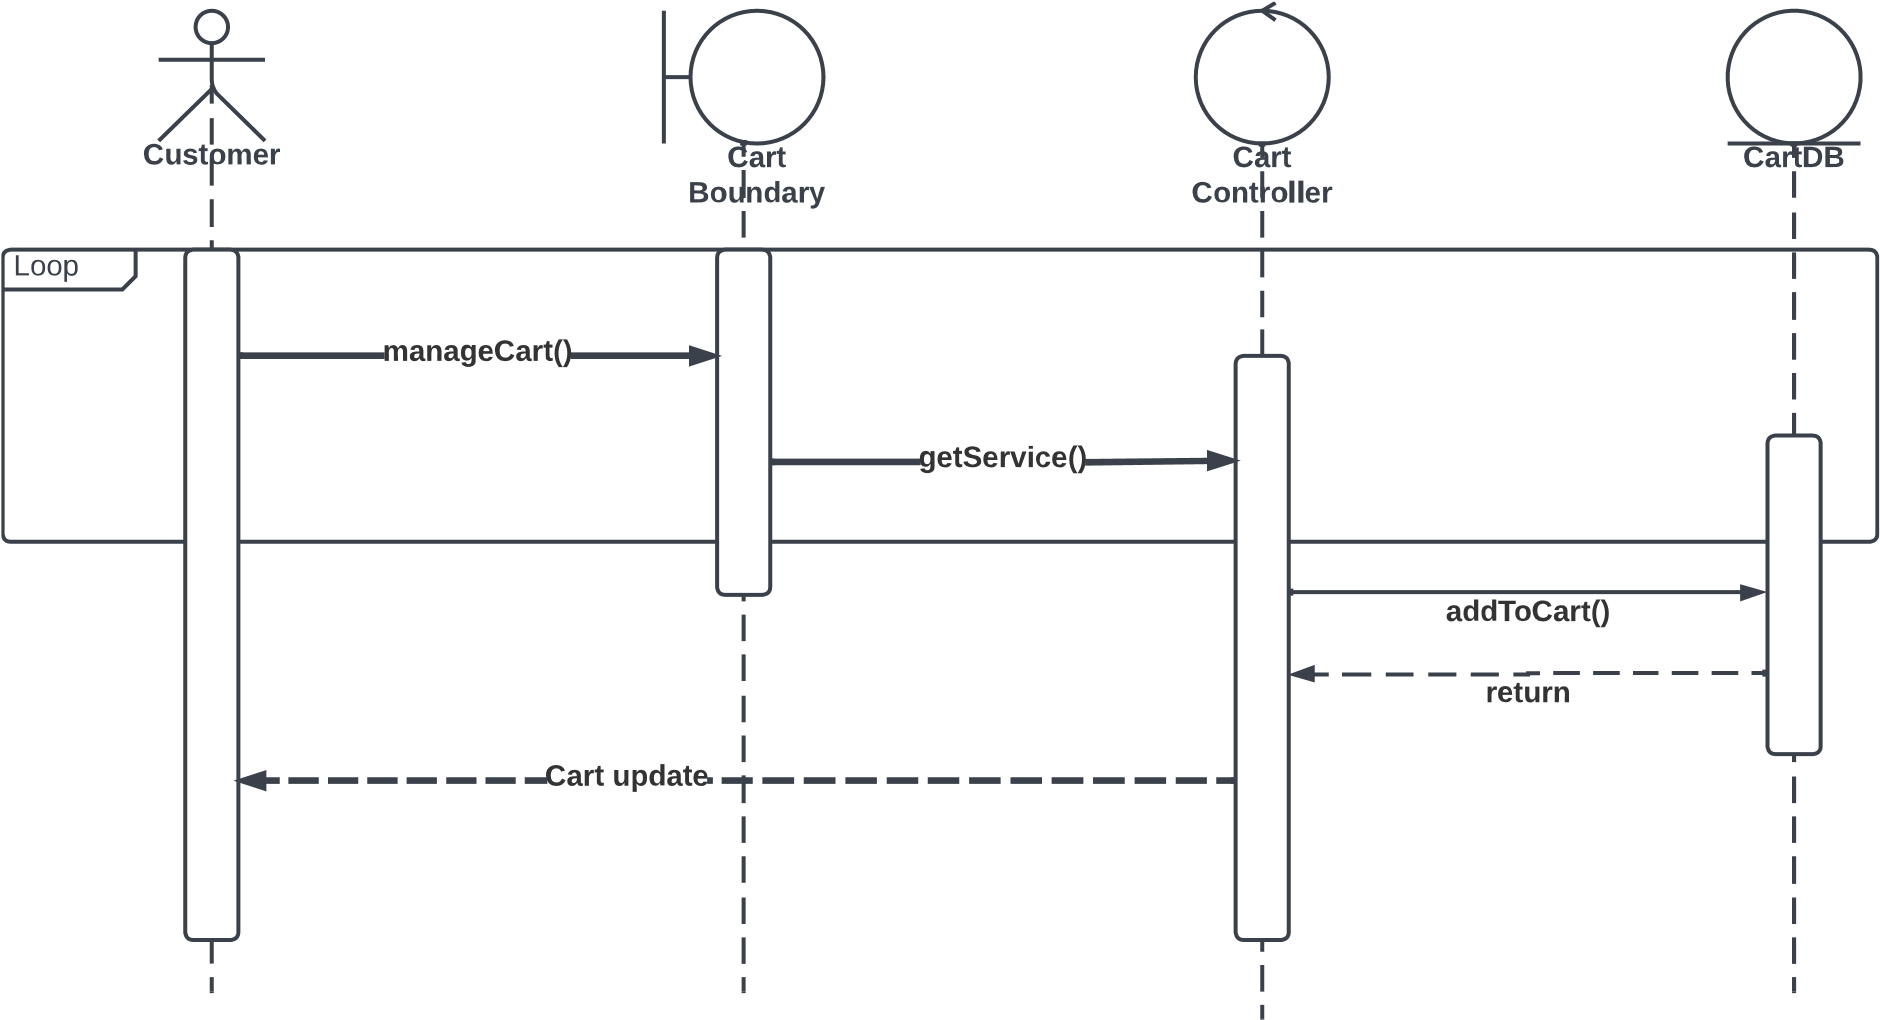 Customer
Cart
Boundary
Cart
Controller
CartDB
Loop
manageCart()
getService()
addToCart()
return
Cart update